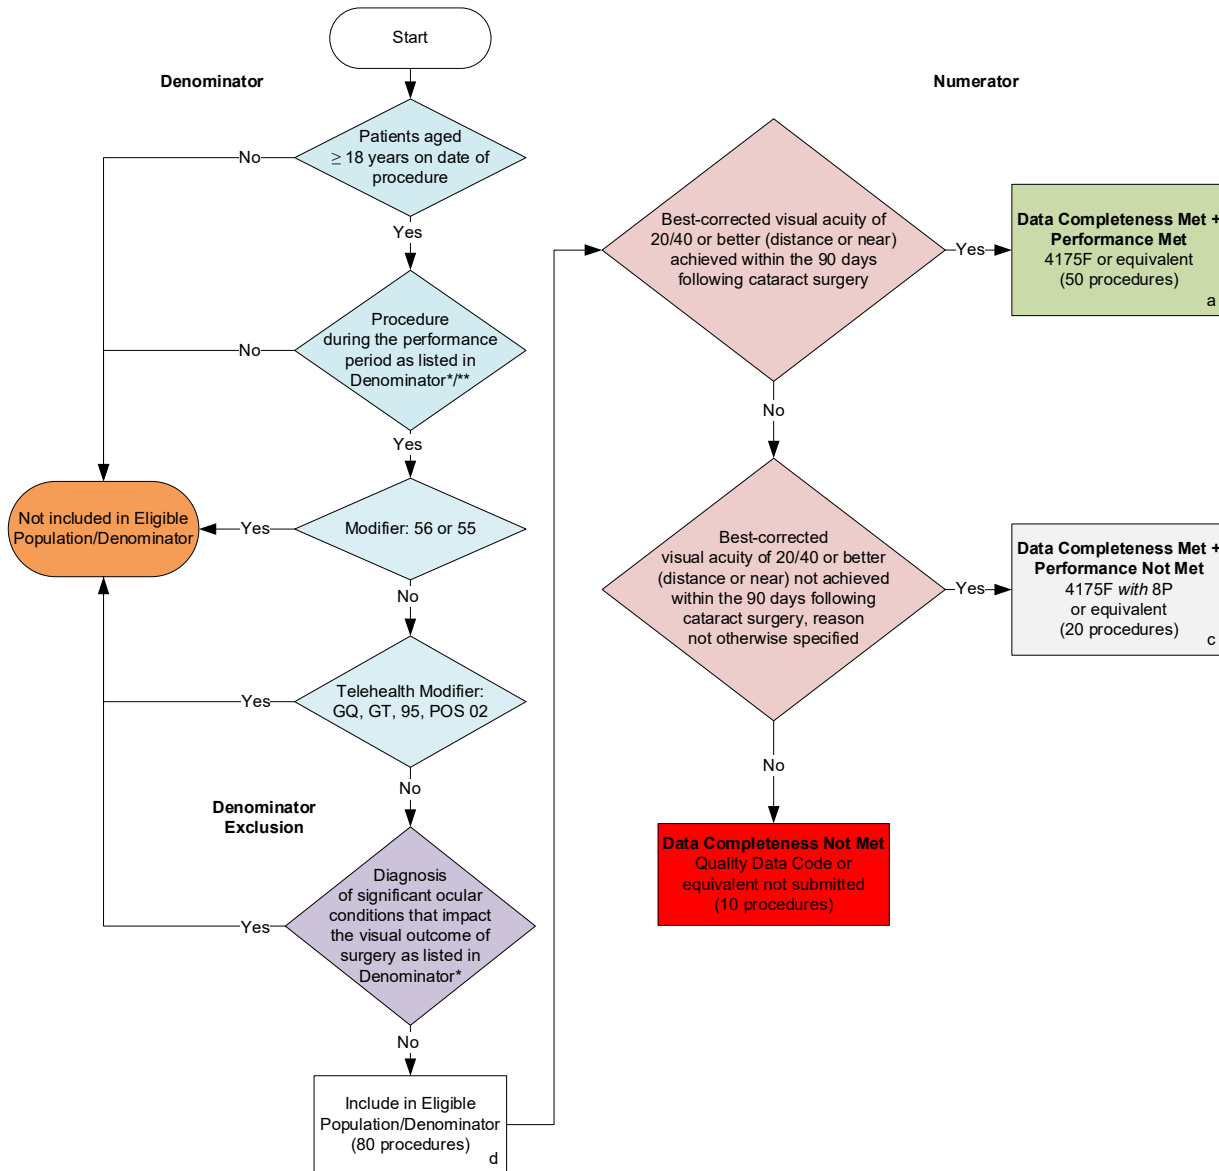 Start
Denominator
Numerator
Patients aged
≥ 18 years on date of
procedure
No
Yes
Procedure
during the performance
period as listed in
Denominator*/**
No
Yes
Modifier: 56 or 55
Yes
Not included in Eligible
Population/Denominator
No
Telehealth Modifier:
GQ, GT, 95, POS 02
Yes
No
Denominator
Exclusion
Diagnosis
of significant ocular
conditions that impact
the visual outcome of
surgery as listed in
Denominator*
Yes
No
Include in Eligible
Population/Denominator
(80 procedures)
d
Best-corrected visual acuity of
20/40 or better (distance or near)
achieved within the 90 days
following cataract surgery
Yes
Data Completeness Met +
Performance Met
4175F or equivalent
(50 procedures)
a
No
Best-corrected
visual acuity of 20/40 or better
(distance or near) not achieved
within the 90 days following
cataract surgery, reason
not otherwise specified
Yes
Data Completeness Met +
Performance Not Met
4175F with 8P
or equivalent
(20 procedures)
c
No
Data Completeness Not Met
Quality Data Code or
equivalent not submitted
(10 procedures)